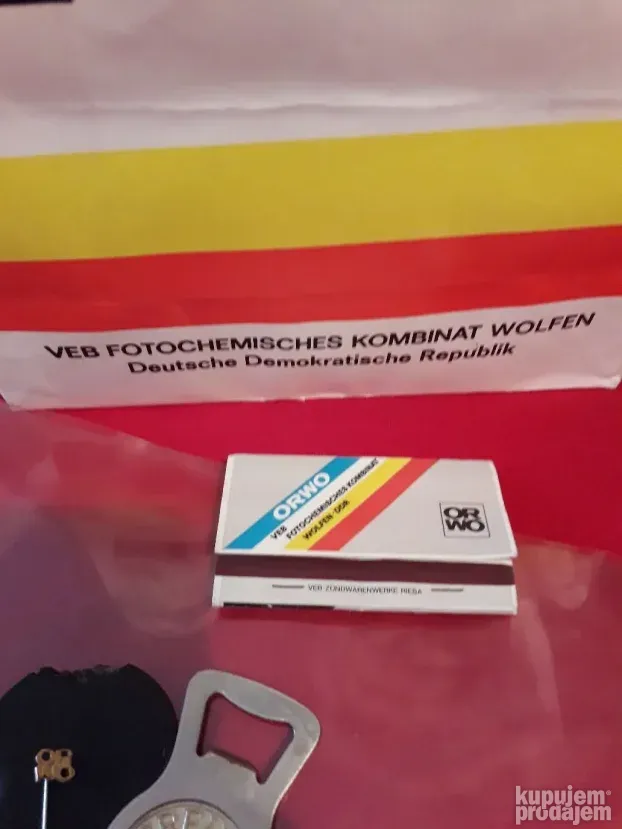 VEB FOTOCHEMISCHES KOMBINAT WOLFEN
Deutsche Demokratische Republik
ORWO
VEB
FOTOCHEMISCHES KOMBINAT
WOLFEN-DDR
OR
WO
VEB ZÜNDWARENWERKE RIESA
OR
WO
kupujem
prodajem